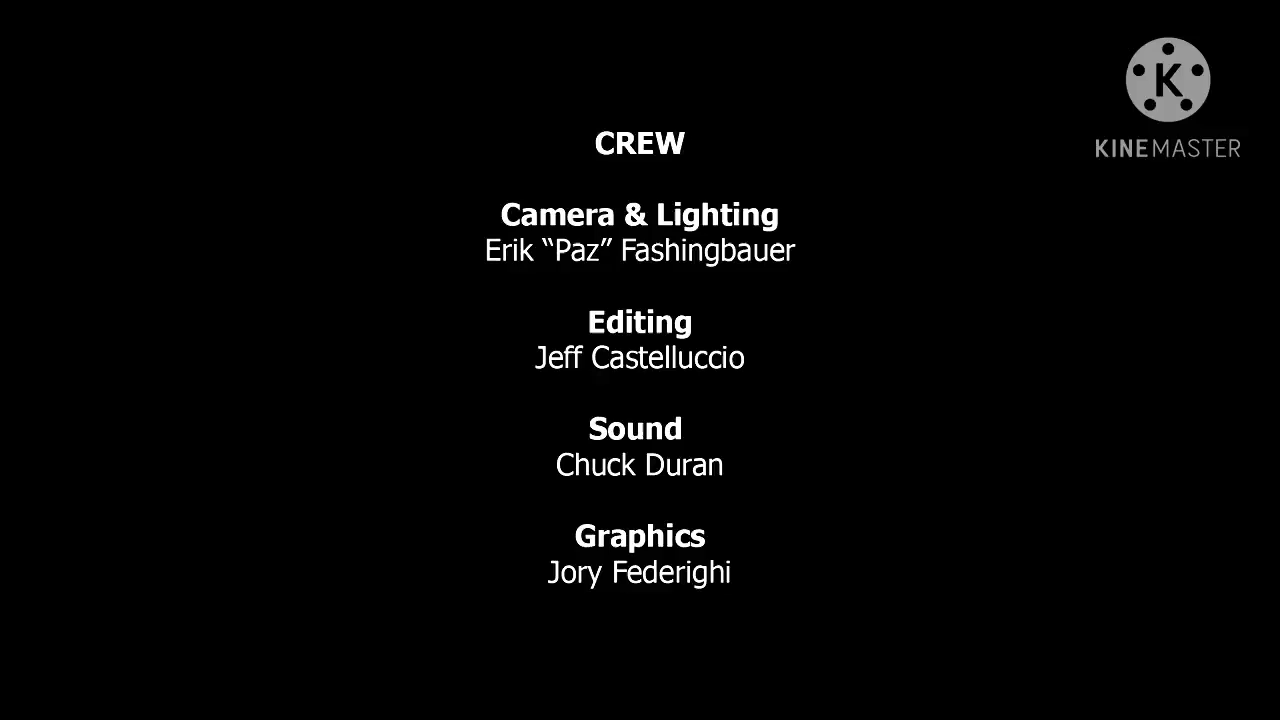 K
KINEMASTER
CREW
Camera & Lighting
Erik “Paz” Fashingbauer
Editing
Jeff Castelluccio
Sound
Chuck Duran
Graphics
Jory Federighi